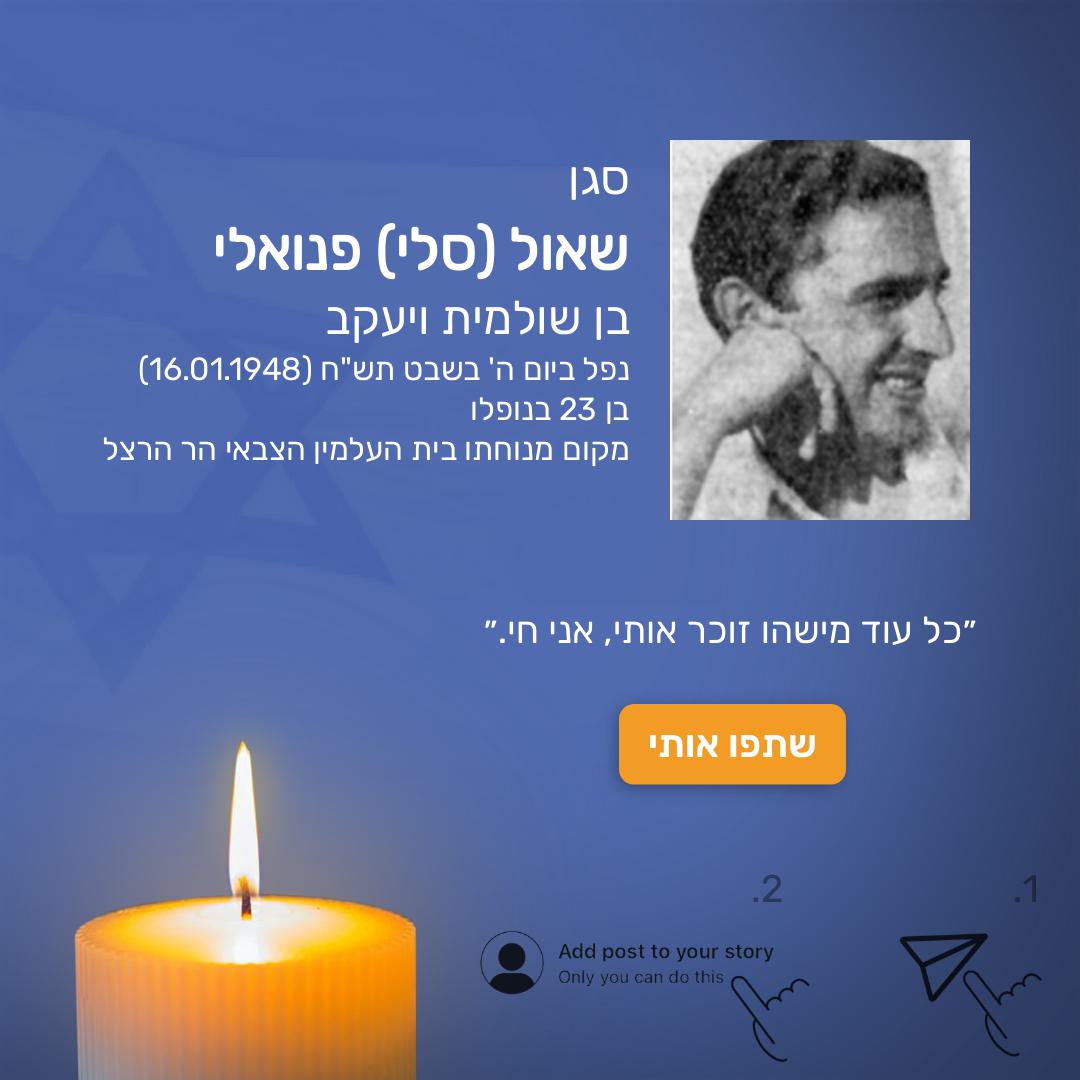 סגן
שאול (סלי) פנואלי
בן שולמית ויעקב
נפל ביום ה' בשבט תש"ח (16.01.1948)
בן 23 בנופלו
מקום מנוחתו בית העלמין הצבאי הר הרצל
״כל עוד מישהו זוכר אותי, אני חי.״
שתפו אותי
.1
.2
Add post to your story
Only you can do this